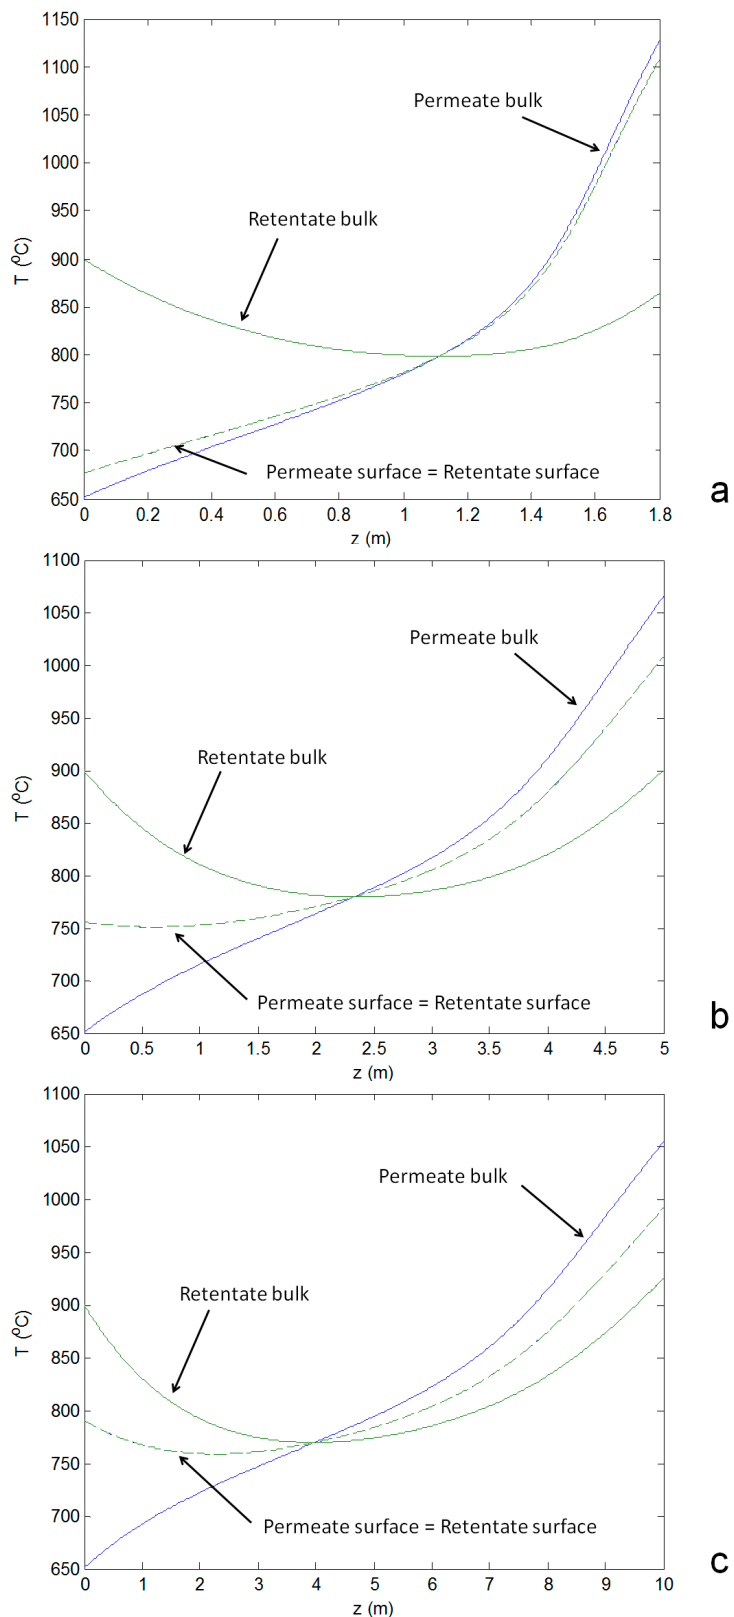 1150
1100
1050
1000
950
900
850
800
750
700
650
T (⁰C)
Permeate bulk
Retentate bulk
Permeate surface = Retentate surface
0 0.2 0.4 0.6 0.8 1 1.2 1.4 1.6 1.8
z (m)
a
1100
1050
1000
950
900
850
800
750
700
650
T (⁰C)
Permeate bulk
Retentate bulk
Permeate surface = Retentate surface
0 0.5 1 1.5 2 2.5 3 3.5 4 4.5 5
z (m)
b
1100
1050
1000
950
900
850
800
750
700
650
T (⁰C)
Permeate bulk
Retentate bulk
Permeate surface = Retentate surface
0 1 2 3 4 5 6 7 8 9 10
z (m)
c